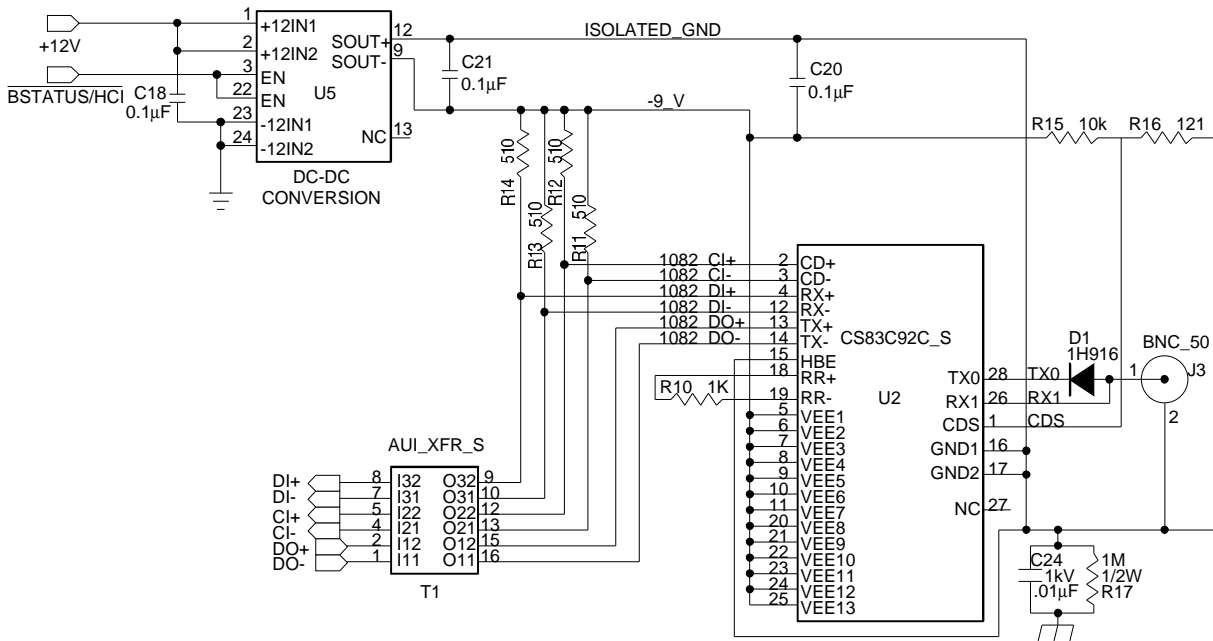 +12V
BSTATUS/HCI
C18
0.1µF
1
2
3
22
23
24
+12IN1
+12IN2
EN
EN
-12IN1
-12IN2
SOUT+
SOUT-
U5
NC
12
9
13
DC-DC
CONVERSION
ISOLATED_GND
C21
0.1µF
C20
0.1µF
-9_V
R15 10k
R16 121
R14 510
R13 510
R12 510
R11 510
1082 CI+ 2 CD+
1082 CI- 3 CD-
1082 DI+ 4 RX+
1082 DI- 12 RX-
1082 DO+ 13 TX+
1082 DO- 14 TX-
15 HBE
18 RR+
R10 1K
19 RR-
5 VEE1
6 VEE2
7 VEE3
8 VEE4
9 VEE5
10 VEE6
11 VEE7
20 VEE8
21 VEE9
22 VEE10
23 VEE11
24 VEE12
25 VEE13
CS83C92C_S
U2
TX0 28 TX0
RX1 26 RX1
CDS 1 CDS
GND1 16
GND2 17
NC 27
D1
1H916
BNC_50
J3
1
2
AUI_XFR_S
DI+ 8 I32 O32 9
DI- 7 I31 O31 10
CI+ 5 I22 O22 12
CI- 4 I21 O21 13
DO+ 2 I12 O12 15
DO- 1 I11 O11 16
T1
C24
1kV
.01µF
1M
1/2W
R17